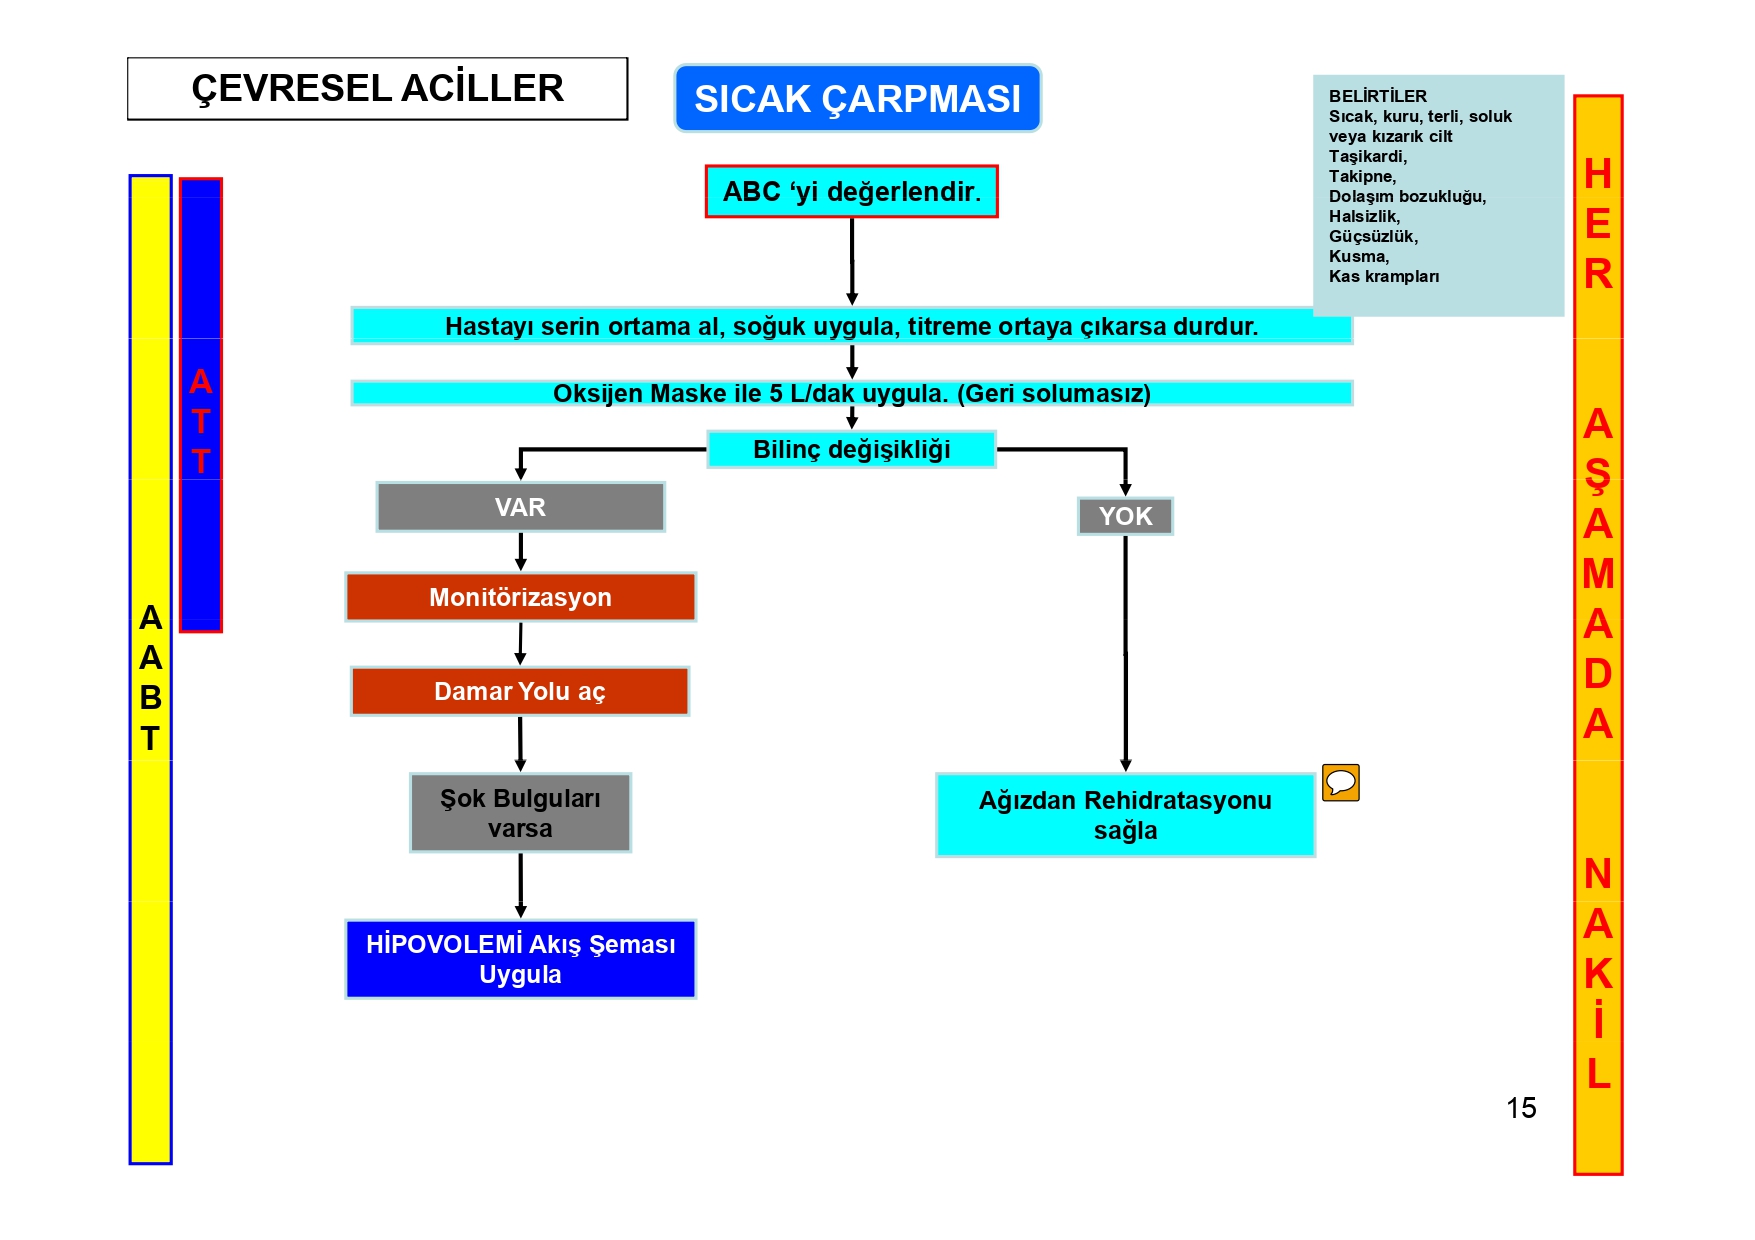 ÇEVRESEL ACİLLER
SICAK ÇARPMASI
BELİRTİLER
Sıcak, kuru, terli, soluk
veya kızarık cilt
Taşikardi,
Takipne,
Dolaşım bozukluğu,
Halsizlik,
Güçsüzlük,
Kusma,
Kas krampları
ABC ‘yi değerlendir.
Hastayı serin ortama al, soğuk uygula, titreme ortaya çıkarsa durdur.
Oksijen Maske ile 5 L/dak uygula. (Geri solumasız)
Bilinç değişikliği
VAR
YOK
Monitörizasyon
Damar Yolu aç
Şok Bulguları
varsa
Ağızdan Rehidratasyonu
sağla
HİPOVOLEMİ Akış Şeması
Uygula
AABT
ATT
HER AŞAMADA NAKİL
15